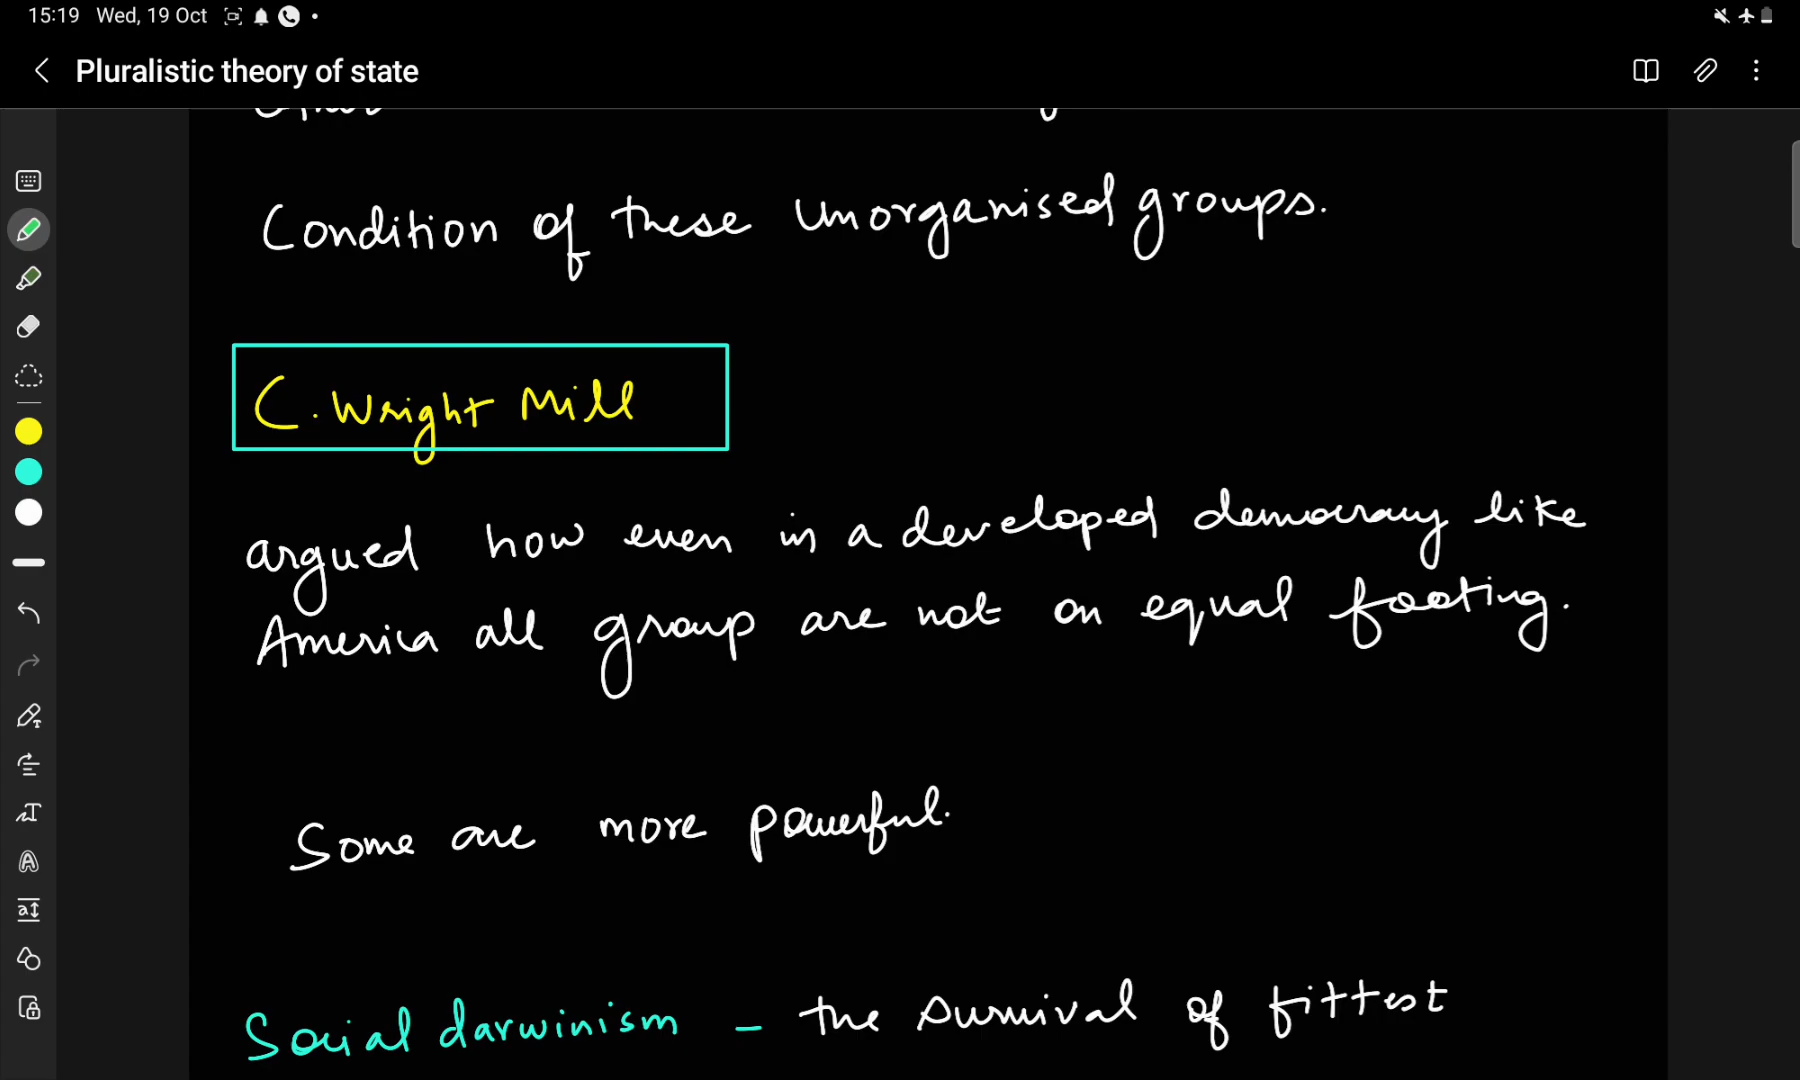 15:19 Wed, 19 Oct
Pluralistic theory of state
Condition of these unorganised groups.
C. Wright Mill
argued how even in a developed democracy like
America all group are not on equal footing.
Some are more powerful.
Social darwinism - the survival of fittest